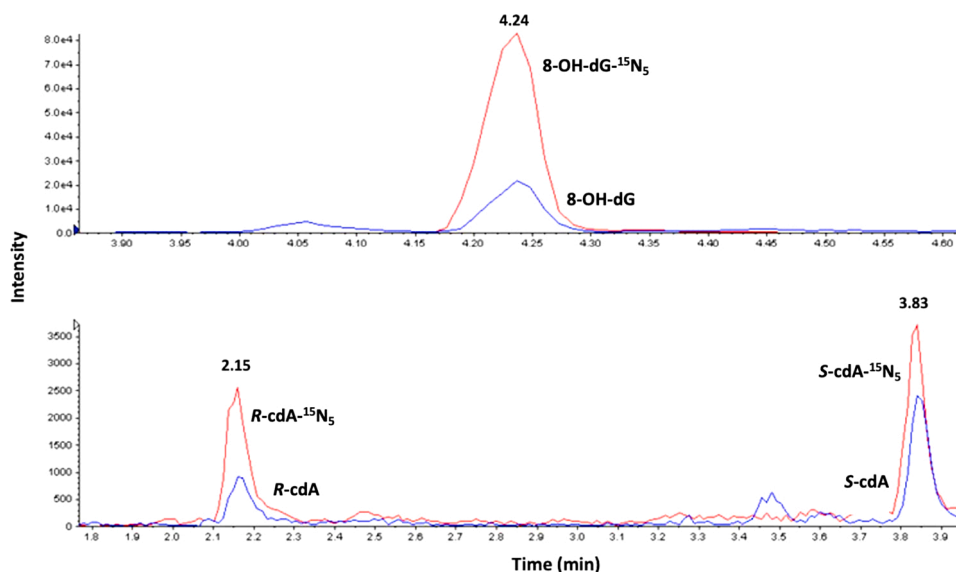 4.24
8.0e4
7.0e4
6.0e4
5.0e4
4.0e4
3.0e4
2.0e4
1.0e4
0.0
8-OH-dG-¹⁵N₅
8-OH-dG
3.90 3.95 4.00 4.05 4.10 4.15 4.20 4.25 4.30 4.35 4.40 4.45 4.50 4.55 4.60
Intensity
3.83
3500
3000
2500
2000
1500
1000
500
0
2.15
R-cdA-¹⁵N₅
R-cdA
S-cdA-¹⁵N₅
S-cdA
1.8 1.9 2.0 2.1 2.2 2.3 2.4 2.5 2.6 2.7 2.8 2.9 3.0 3.1 3.2 3.3 3.4 3.5 3.6 3.7 3.8 3.9
Time (min)